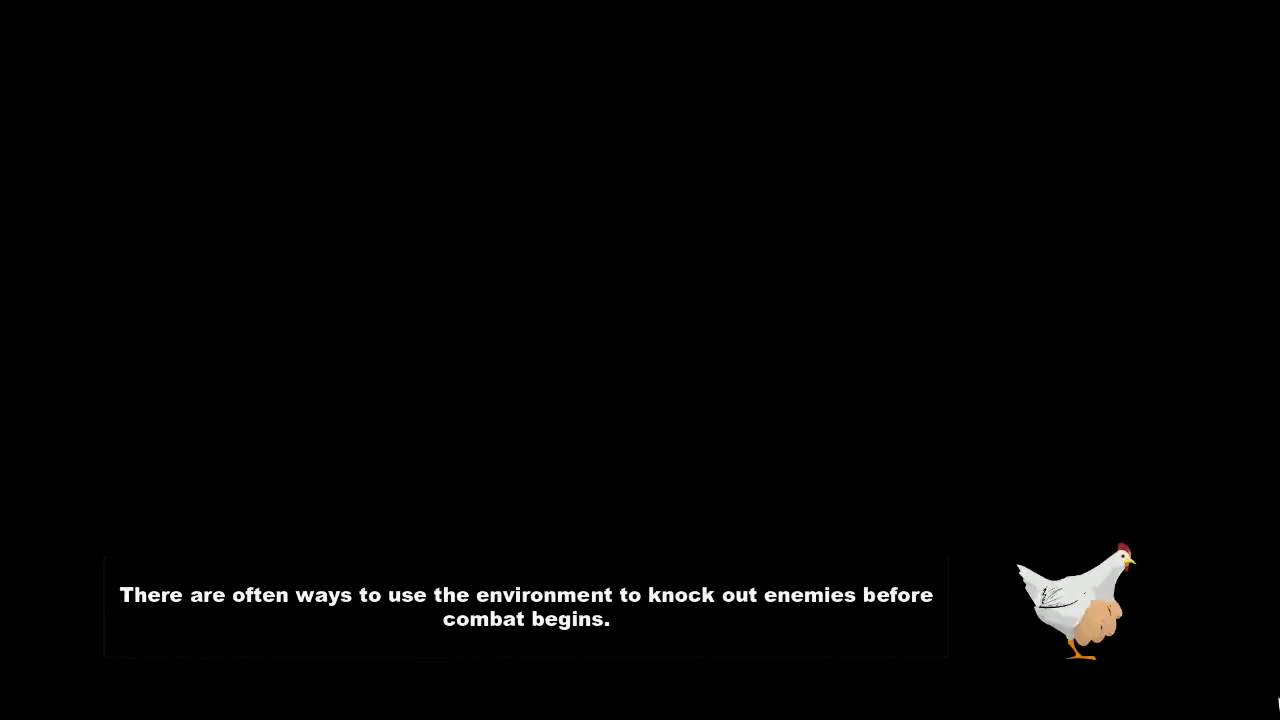 There are often ways to use the environment to knock out enemies before
combat begins.